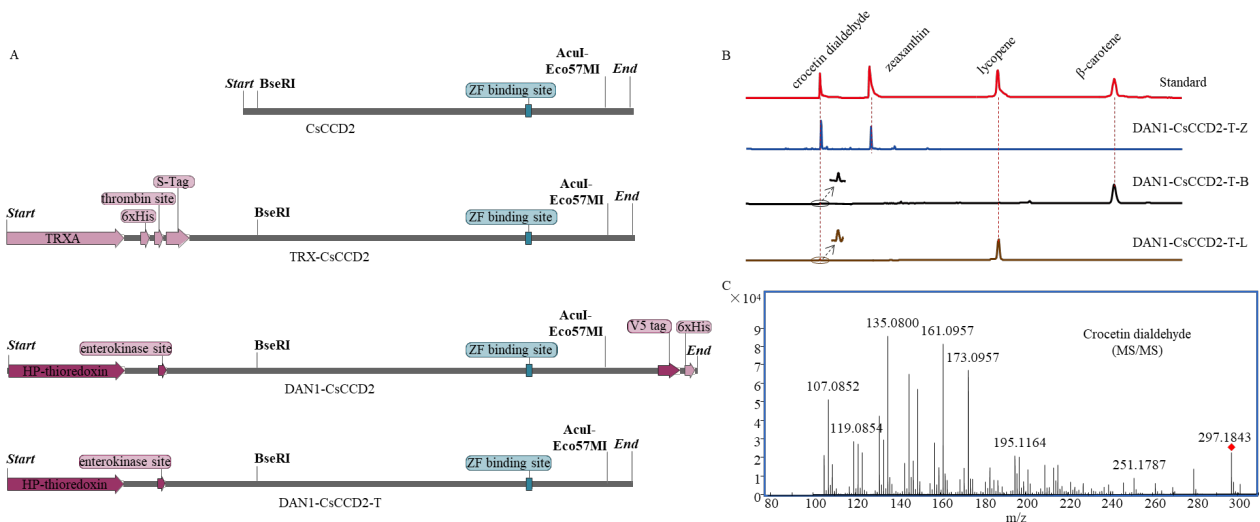 A
Start
BseRI
ZF binding site
AcuI-
Eco57MI
End
CsCCD2
Start
TRXA
6xHis
thrombin site
S-Tag
BseRI
ZF binding site
AcuI-
Eco57MI
End
TRX-CsCCD2
Start
HP-thioredoxin
enterokinase site
BseRI
ZF binding site
AcuI-
Eco57MI
V5 tag
6xHis
End
DAN1-CsCCD2
Start
HP-thioredoxin
enterokinase site
BseRI
ZF binding site
AcuI-
Eco57MI
End
DAN1-CsCCD2-T
B
crocetin dialdehyde
zeaxanthin
lycopene
β-carotene
Standard
DAN1-CsCCD2-T-Z
DAN1-CsCCD2-T-B
DAN1-CsCCD2-T-L
C
×10⁴
9
8
7
6
5
4
3
2
1
0
107.0852
119.0854
135.0800
161.0957
173.0957
195.1164
251.1787
297.1843
Crocetin dialdehyde
(MS/MS)
80 100 120 140 160 180 200 220 240 260 280 300
m/z